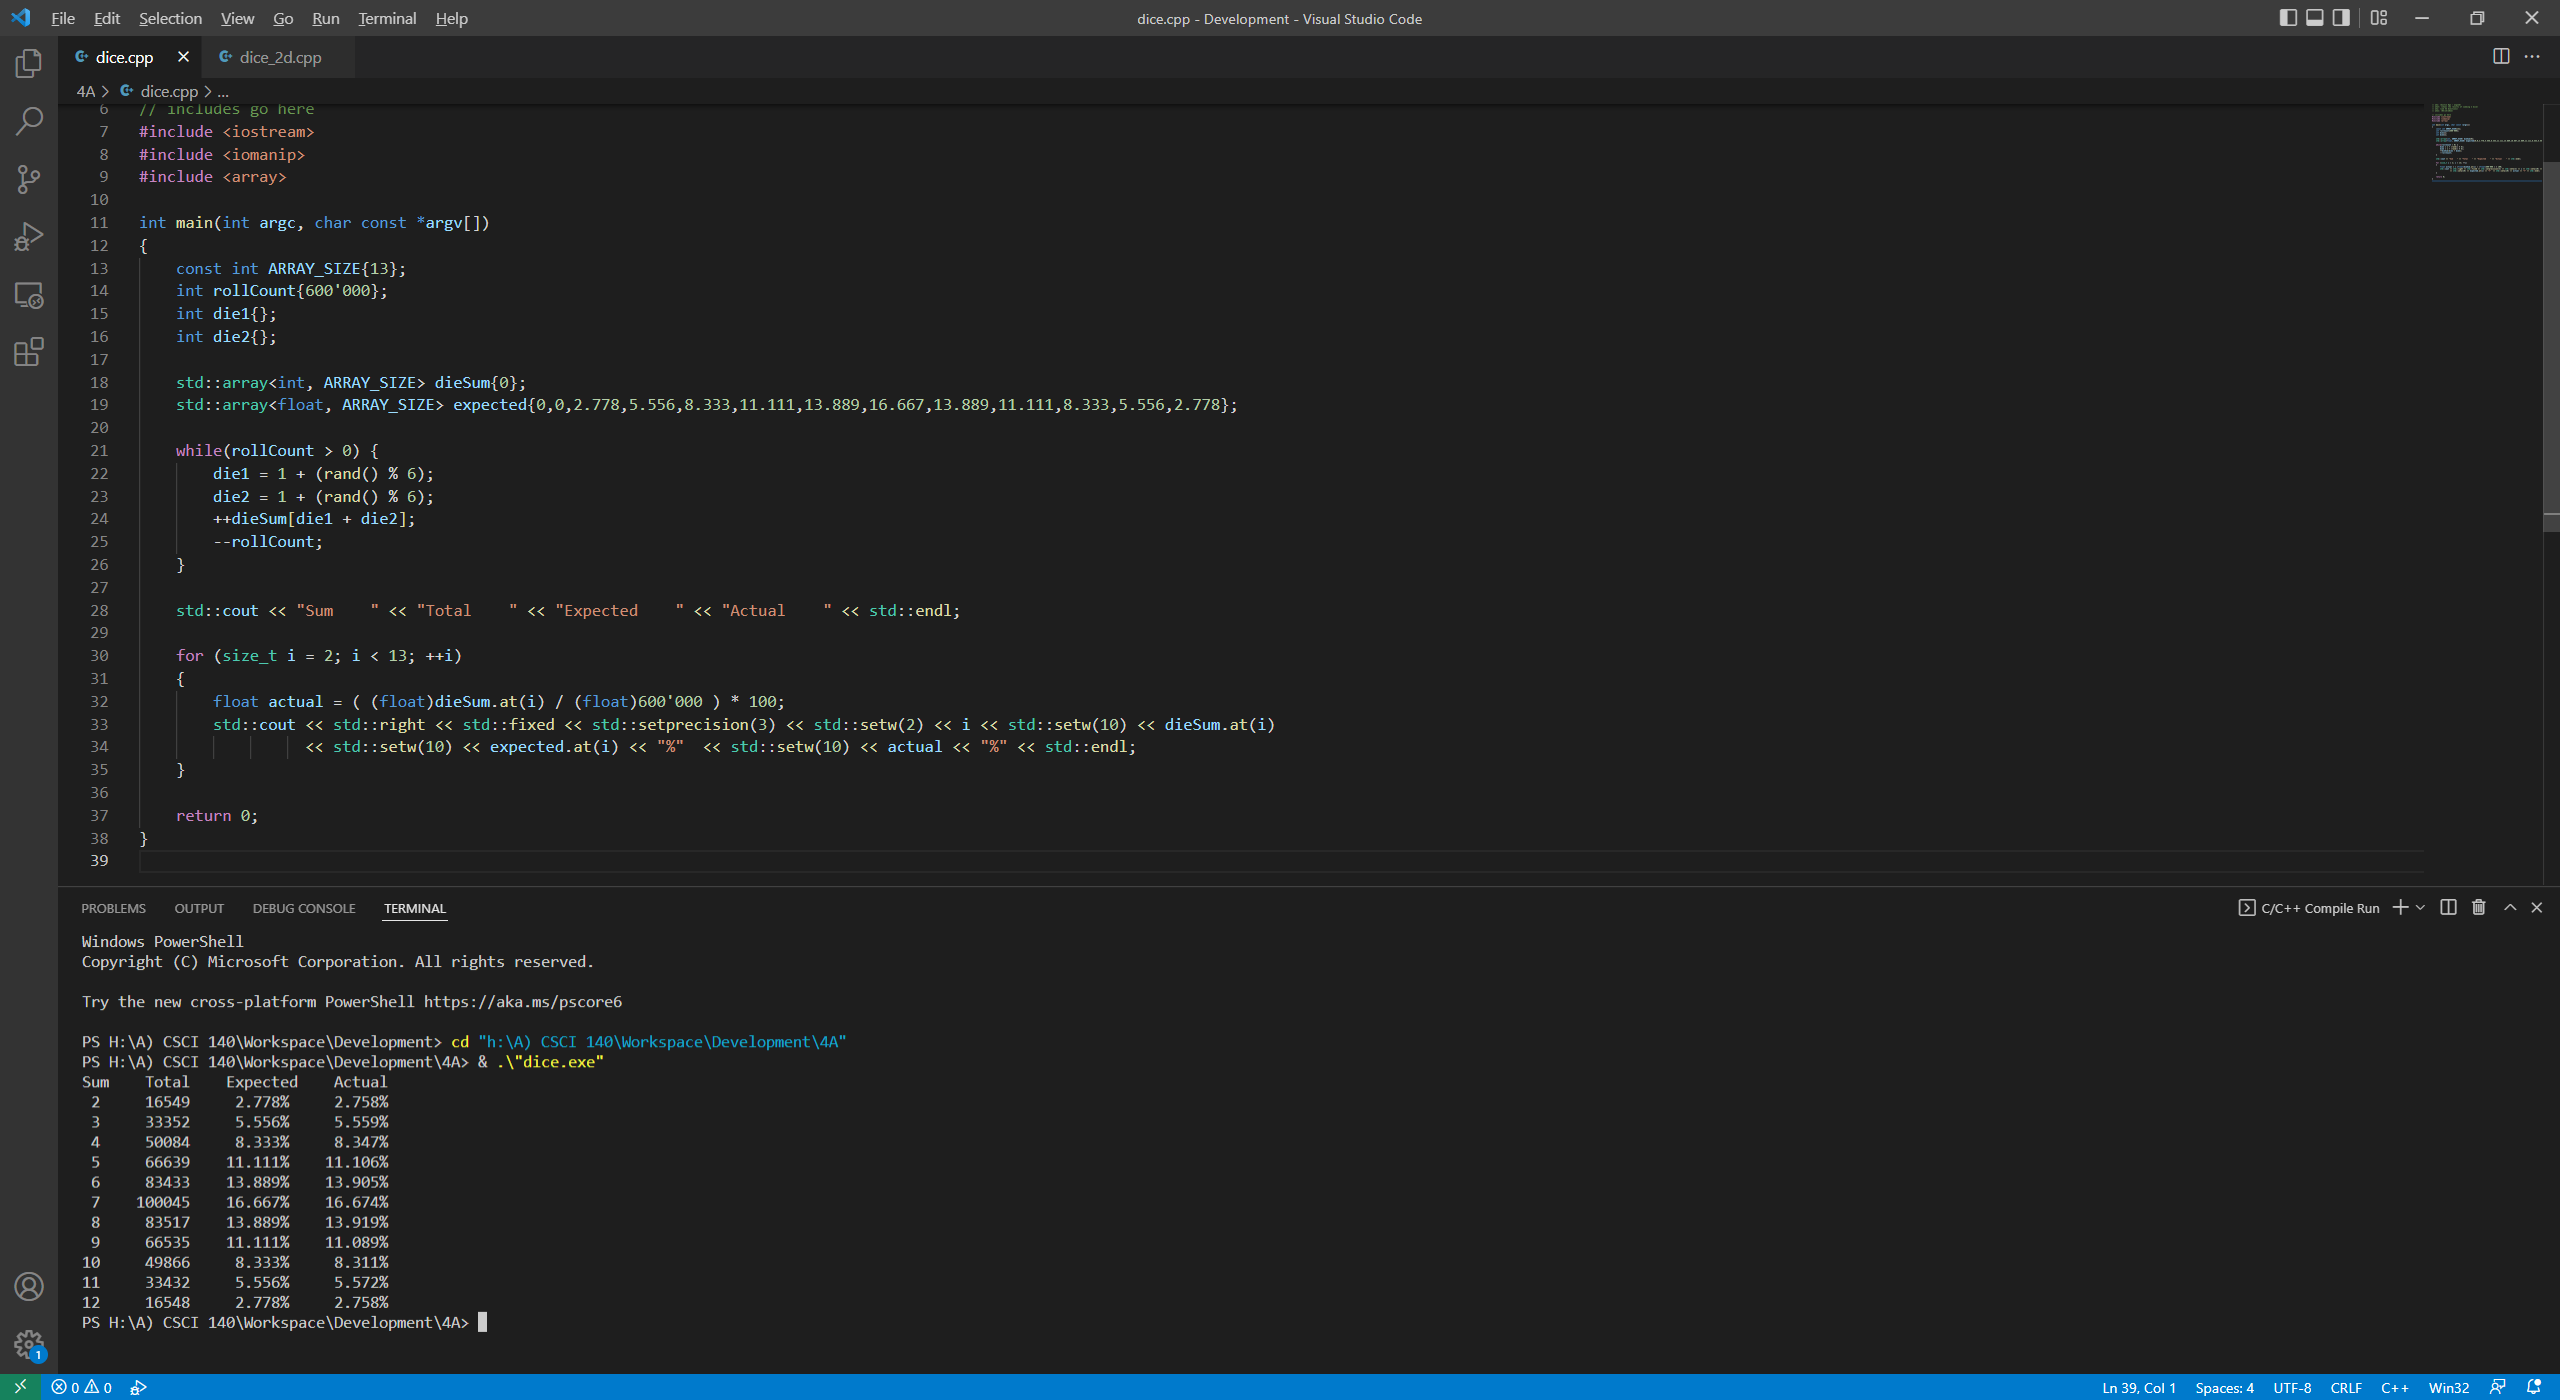 File Edit Selection View Go Run Terminal Help dice.cpp - Development - Visual Studio Code
dice.cpp dice_2d.cpp
4A > dice.cpp > ...
6 // includes go here
7 #include <iostream>
8 #include <iomanip>
9 #include <array>
10
11 int main(int argc, char const *argv[])
12 {
13 const int ARRAY_SIZE{13};
14 int rollCount{600'000};
15 int die1{};
16 int die2{};
17
18 std::array<int, ARRAY_SIZE> dieSum{0};
19 std::array<float, ARRAY_SIZE> expected{0,0,2.778,5.556,8.333,11.111,13.889,16.667,13.889,11.111,8.333,5.556,2.778};
20
21 while(rollCount > 0) {
22 die1 = 1 + (rand() % 6);
23 die2 = 1 + (rand() % 6);
24 ++dieSum[die1 + die2];
25 --rollCount;
26 }
27
28 std::cout << "Sum    " << "Total    " << "Expected    " << "Actual    " << std::endl;
29
30 for (size_t i = 2; i < 13; ++i)
31 {
32 float actual = ( (float)dieSum.at(i) / (float)600'000 ) * 100;
33 std::cout << std::right << std::fixed << std::setprecision(3) << std::setw(2) << i << std::setw(10) << dieSum.at(i)
34 << std::setw(10) << expected.at(i) << "%"  << std::setw(10) << actual << "%" << std::endl;
35 }
36
37 return 0;
38 }
39
PROBLEMS OUTPUT DEBUG CONSOLE TERMINAL C/C++ Compile Run
Windows PowerShell
Copyright (C) Microsoft Corporation. All rights reserved.
Try the new cross-platform PowerShell https://aka.ms/pscore6
PS H:\A) CSCI 140\Workspace\Development> cd "h:\A) CSCI 140\Workspace\Development\4A"
PS H:\A) CSCI 140\Workspace\Development\4A> & .\"dice.exe"
Sum    Total    Expected    Actual
2     16549     2.778%     2.758%
3     33352     5.556%     5.559%
4     50084     8.333%     8.347%
5     66639    11.111%    11.106%
6     83433    13.889%    13.905%
7    100045    16.667%    16.674%
8     83517    13.889%    13.919%
9     66535    11.111%    11.089%
10     49866     8.333%     8.311%
11     33432     5.556%     5.572%
12     16548     2.778%     2.758%
PS H:\A) CSCI 140\Workspace\Development\4A>
1
0 0 Ln 39, Col 1 Spaces: 4 UTF-8 CRLF C++ Win32